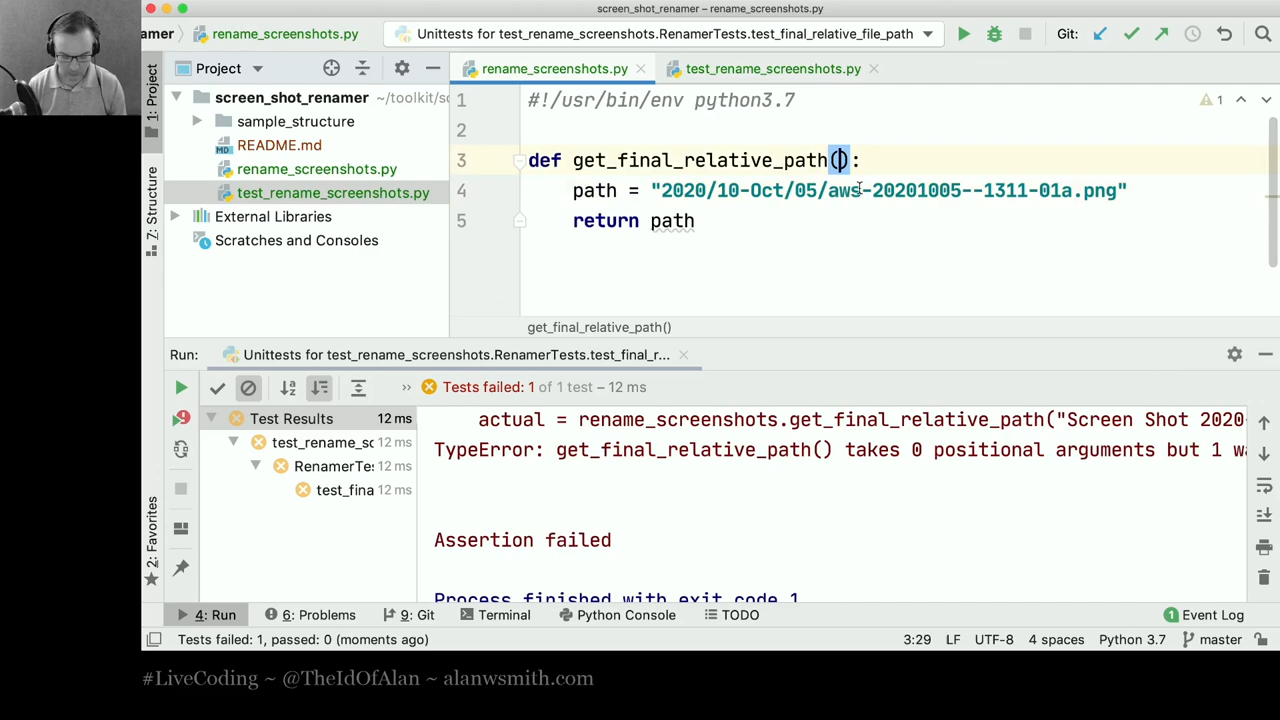 screen_shot_renamer – rename_screenshots.py
amer
rename_screenshots.py
Unittests for test_rename_screenshots.RenamerTests.test_final_relative_file_path
Git:
1: Project
Project
rename_screenshots.py
test_rename_screenshots.py
screen_shot_renamer ~/toolkit/sc
sample_structure
README.md
rename_screenshots.py
test_rename_screenshots.py
External Libraries
Scratches and Consoles
1 #!/usr/bin/env python3.7
1
2
3 def get_final_relative_path():
4 path = "2020/10-Oct/05/aws-20201005--1311-01a.png"
5 return path
get_final_relative_path()
Z: Structure
2: Favorites
Run:
Unittests for test_rename_screenshots.RenamerTests.test_final_r...
Tests failed: 1 of 1 test – 12 ms
Test Results 12 ms
test_rename_sc 12 ms
RenamerTe: 12 ms
test_fina 12 ms
actual = rename_screenshots.get_final_relative_path("Screen Shot 2020-
TypeError: get_final_relative_path() takes 0 positional arguments but 1 wa
Assertion failed
Process finished with exit code 1
4: Run
6: Problems
9: Git
Terminal
Python Console
TODO
1 Event Log
Tests failed: 1, passed: 0 (moments ago)
3:29 LF UTF-8 4 spaces Python 3.7 master
#LiveCoding ~ @TheIdOfAlan ~ alanwsmith.com